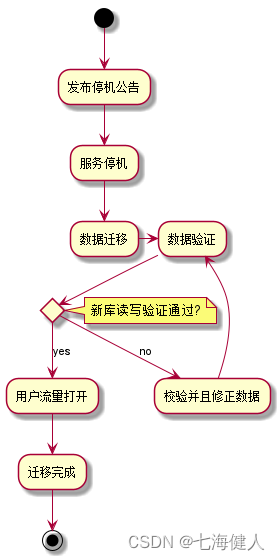 发布停机公告
服务停机
数据迁移
数据验证
新库读写验证通过?
yes
no
用户流量打开
校验并且修正数据
迁移完成
CSDN @七海健人